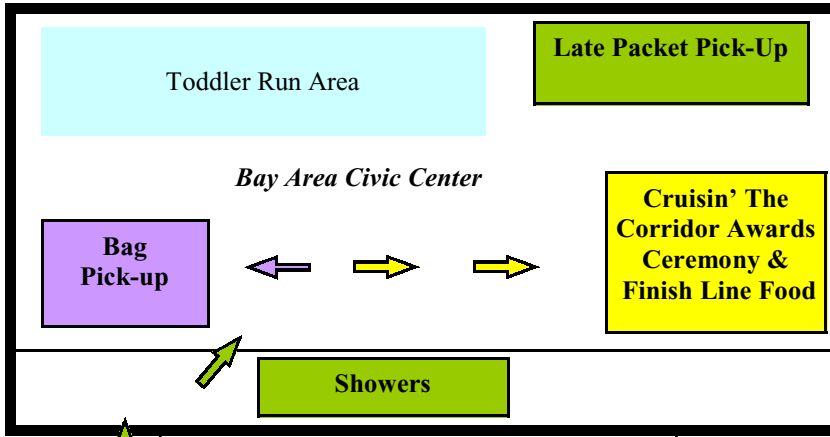 Late Packet Pick-Up
Toddler Run Area
Bay Area Civic Center
Cruisin’ The
Corridor Awards
Ceremony &
Finish Line Food
Bag
Pick-up
Showers